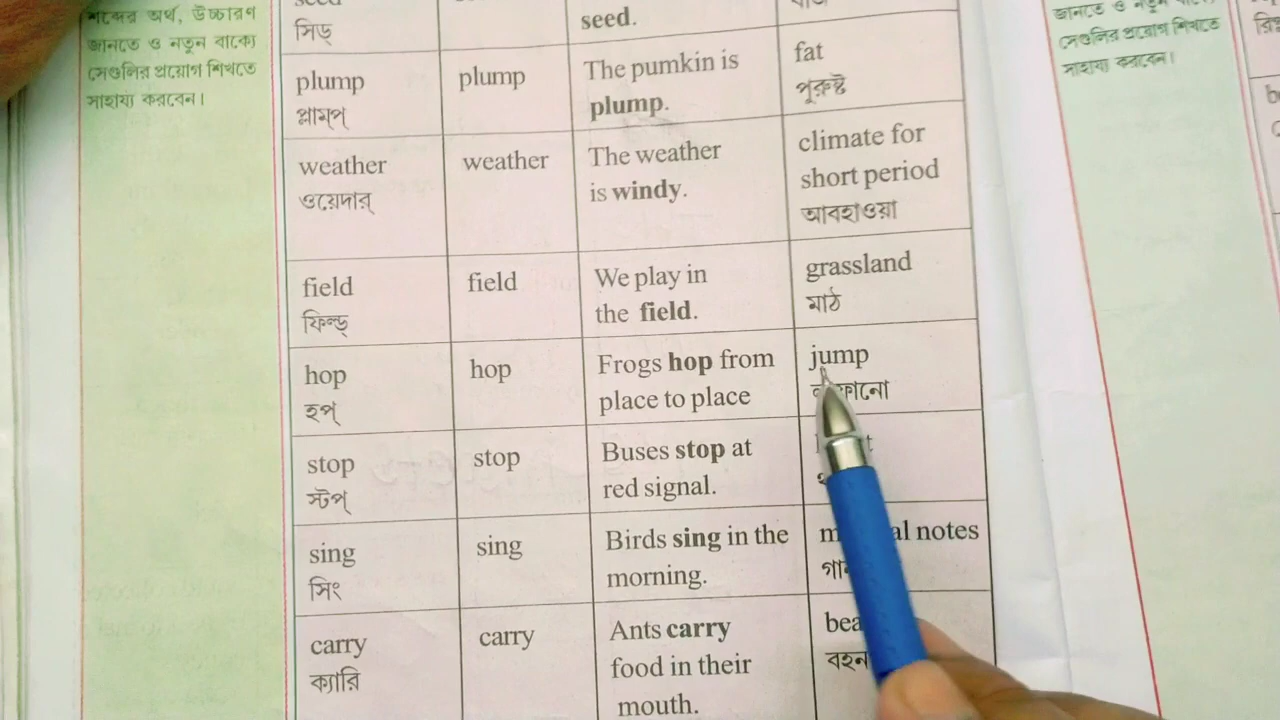 শব্দের অর্থ, উচ্চারণ
জানতে ও নতুন বাক্যে
সেগুলির প্রয়োগ শিখতে
সাহায্য করবেন।
সিড্
seed.
plump
প্লাম্প্
plump
The pumkin is
plump.
fat
পুরুষ্ট
weather
ওয়েদার্
weather
The weather
is windy.
climate for
short period
আবহাওয়া
field
ফিল্ড্
field
We play in
the field.
grassland
মাঠ
hop
হপ্
hop
Frogs hop from
place to place
jump
stop
স্টপ্
stop
Buses stop at
red signal.
sing
সিং
sing
Birds sing in the
morning.
notes
carry
ক্যারি
carry
Ants carry
food in their
mouth.
জানতে ও
সেগুলির প্রয়োগ শিখতে
সাহায্য করবেন।